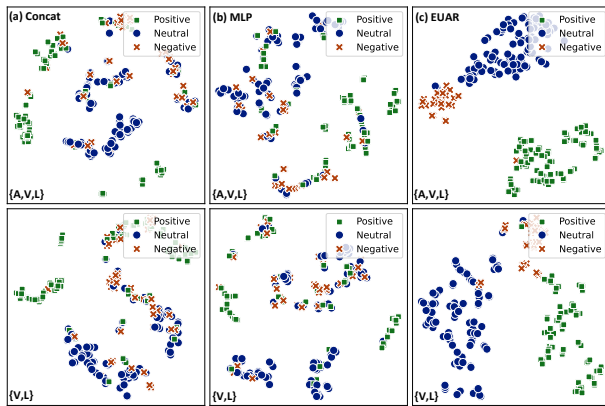 (a) Concat
Positive
Neutral
Negative
{A,V,L}
(b) MLP
Positive
Neutral
Negative
{A,V,L}
(c) EUAR
Positive
Neutral
Negative
{A,V,L}
Positive
Neutral
Negative
{V,L}
Positive
Neutral
Negative
{V,L}
Positive
Neutral
Negative
{V,L}